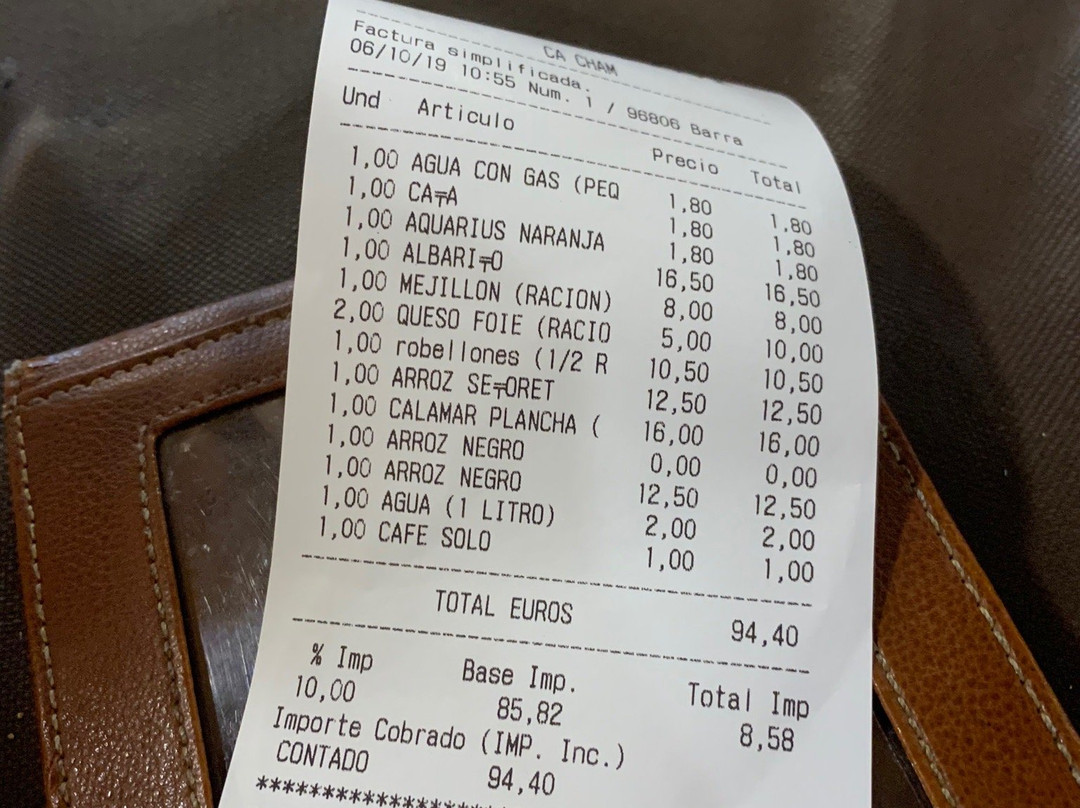 CA CHAM
Factura simplificada.
06/10/19 10:55 Num. 1 / 96806 Barra
Und Articulo Precio Total
1,00 AGUA CON GAS (PEQ 1,80 1,80
1,00 CA╤A 1,80 1,80
1,00 AQUARIUS NARANJA 1,80 1,80
1,00 ALBARI╤O 16,50 16,50
1,00 MEJILLON (RACION) 8,00 8,00
2,00 QUESO FOIE (RACIO 5,00 10,00
1,00 robellones (1/2 R 10,50 10,50
1,00 ARROZ SE╤ORET 12,50 12,50
1,00 CALAMAR PLANCHA ( 16,00 16,00
1,00 ARROZ NEGRO 0,00 0,00
1,00 ARROZ NEGRO 12,50 12,50
1,00 AGUA (1 LITRO) 2,00 2,00
1,00 CAFE SOLO 1,00 1,00
TOTAL EUROS 94,40
% Imp Base Imp. Total Imp
10,00 85,82 8,58
Importe Cobrado (IMP. Inc.)
CONTADO 94,40